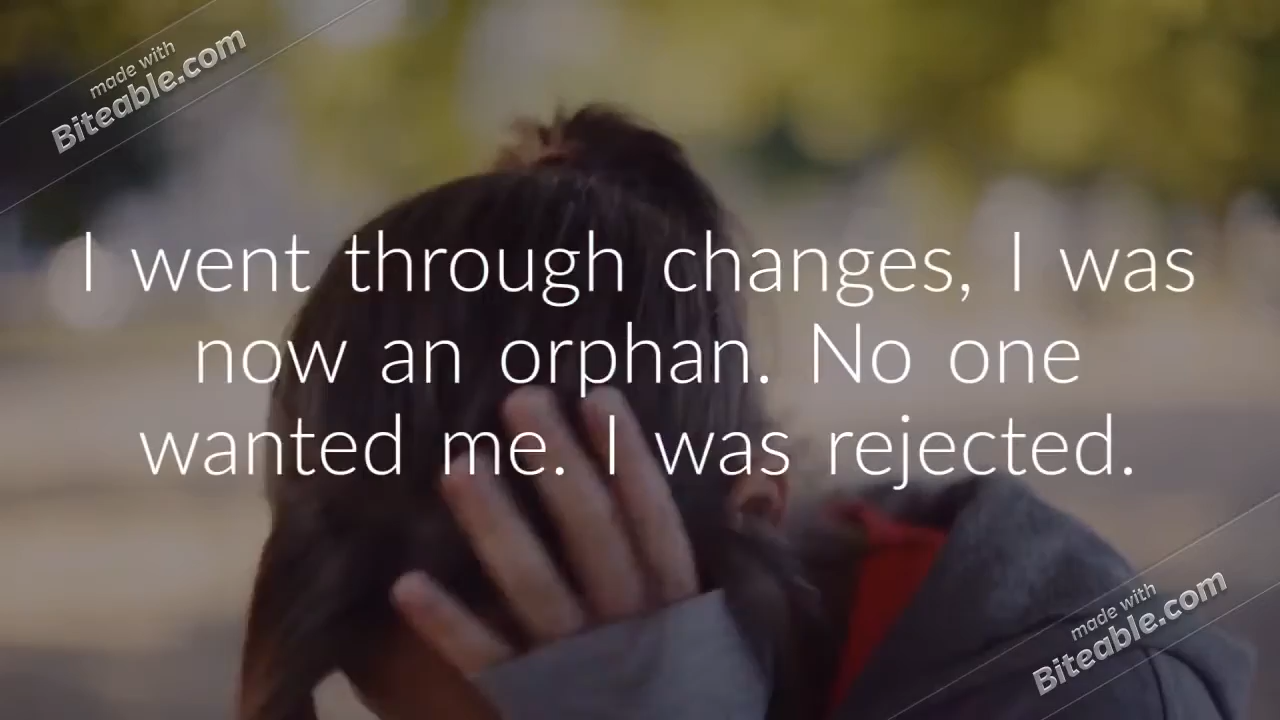 made with
Biteable.com
I went through changes, I was
now an orphan. No one
wanted me. I was rejected.
made with
Biteable.com